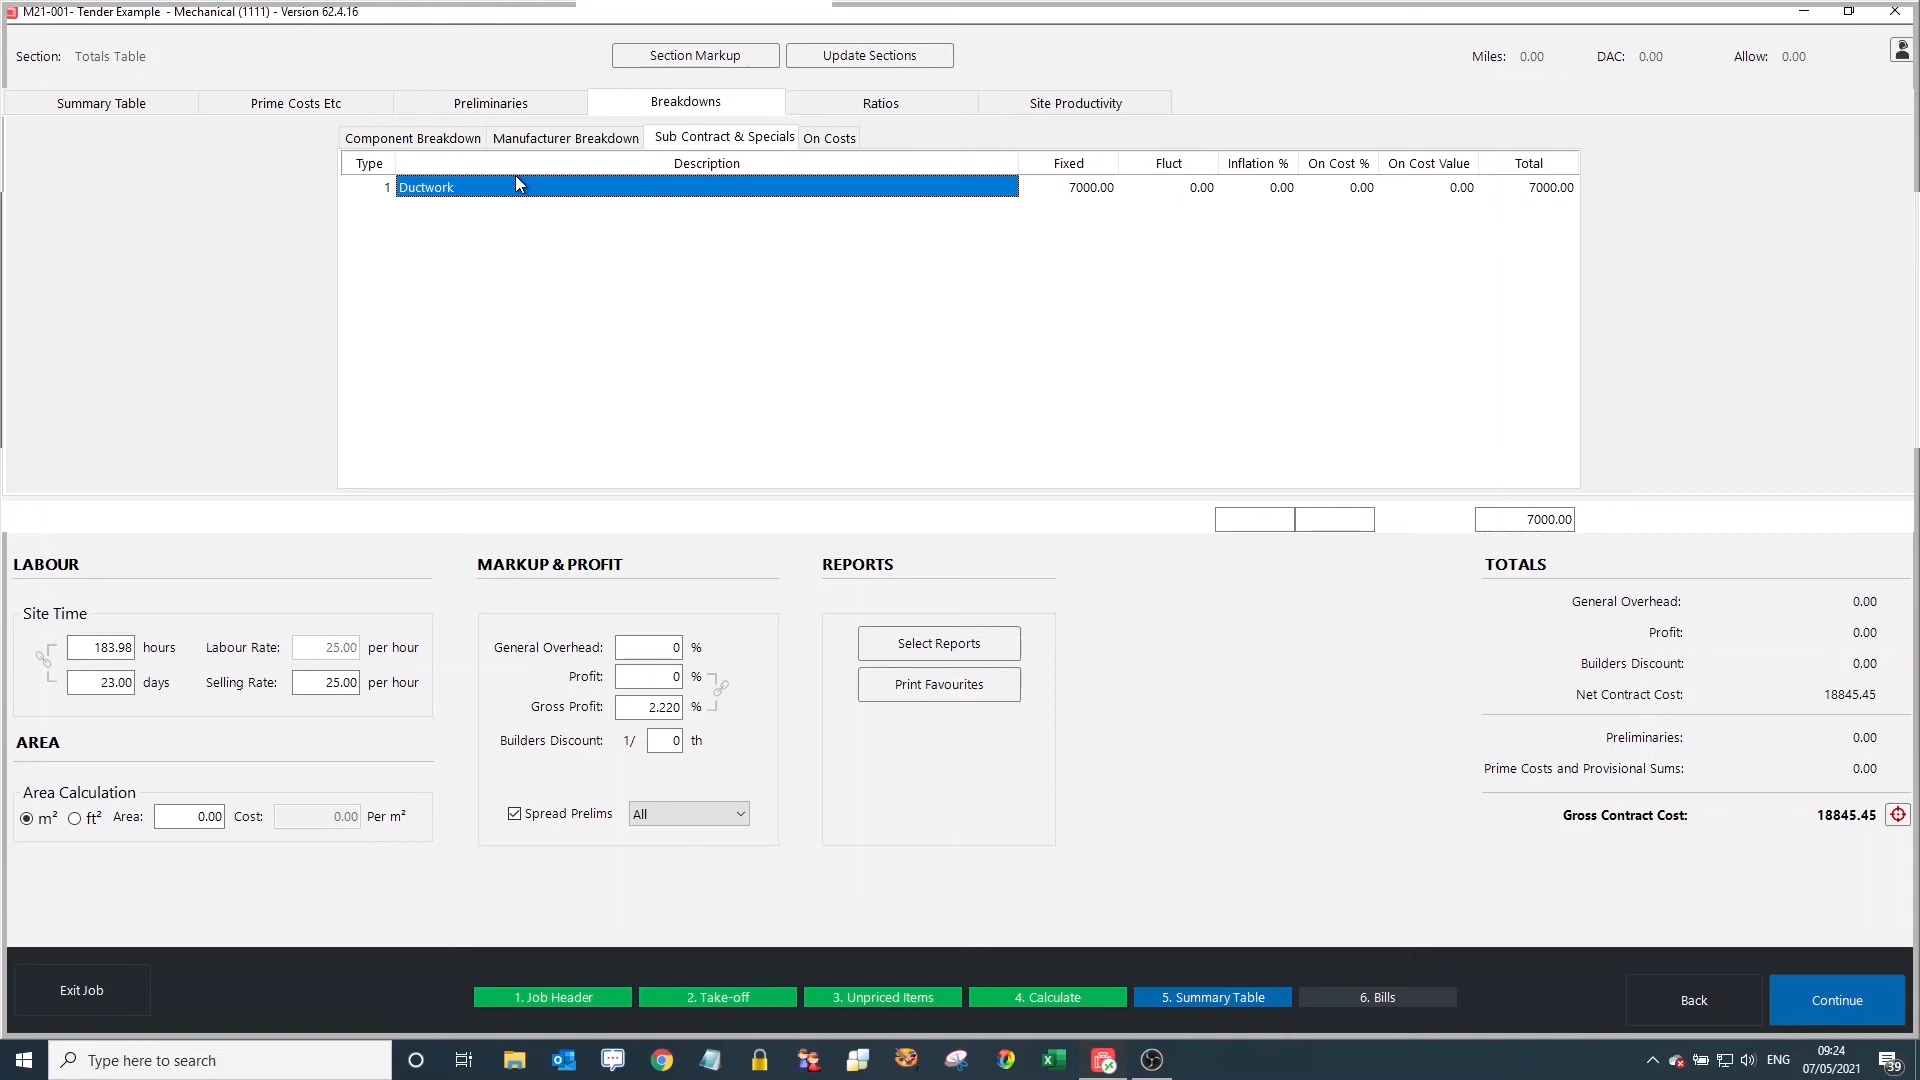 M21-001- Tender Example - Mechanical (1111) - Version 62.4.16
Section: Totals Table Section Markup Update Sections Miles: 0.00 DAC: 0.00 Allow: 0.00
Summary Table Prime Costs Etc Preliminaries Breakdowns Ratios Site Productivity
Component Breakdown Manufacturer Breakdown Sub Contract & Specials On Costs
Type Description Fixed Fluct Inflation % On Cost % On Cost Value Total
1 Ductwork 7000.00 0.00 0.00 0.00 0.00 7000.00
7000.00
LABOUR
Site Time
183.98 hours Labour Rate: 25.00 per hour
23.00 days Selling Rate: 25.00 per hour
AREA
Area Calculation
m² ft² Area: 0.00 Cost: 0.00 Per m²
MARKUP & PROFIT
General Overhead: 0 %
Profit: 0 %
Gross Profit: 2.220 %
Builders Discount: 1/ 0 th
Spread Prelims All
REPORTS
Select Reports
Print Favourites
TOTALS
General Overhead: 0.00
Profit: 0.00
Builders Discount: 0.00
Net Contract Cost: 18845.45
Preliminaries: 0.00
Prime Costs and Provisional Sums: 0.00
Gross Contract Cost: 18845.45
Exit Job 1. Job Header 2. Take-off 3. Unpriced Items 4. Calculate 5. Summary Table 6. Bills Back Continue
Type here to search ENG 09:24
07/05/2021 39